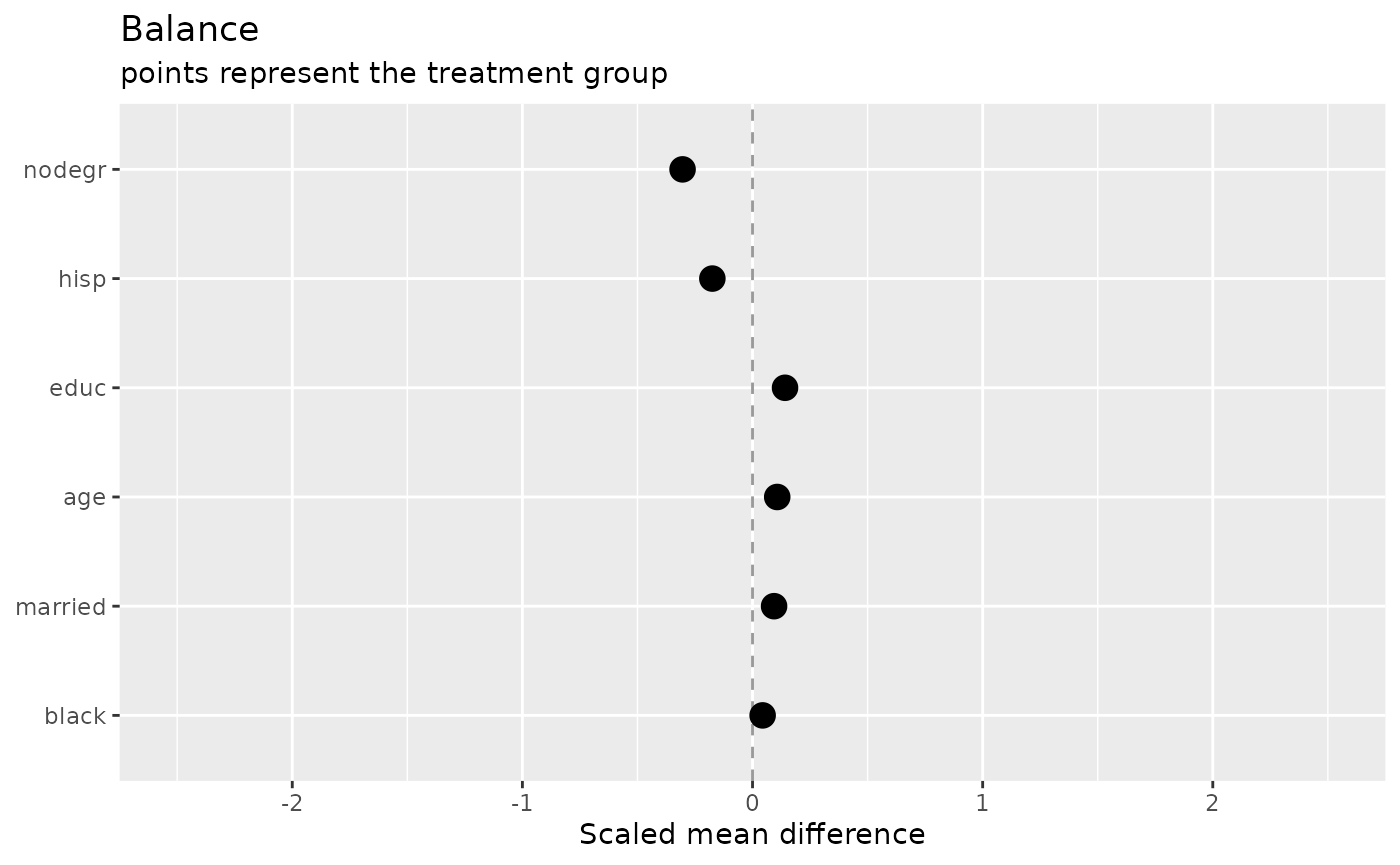 Balance
points represent the treatment group
nodegr
hisp
educ
age
married
black
-2 -1 0 1 2
Scaled mean difference